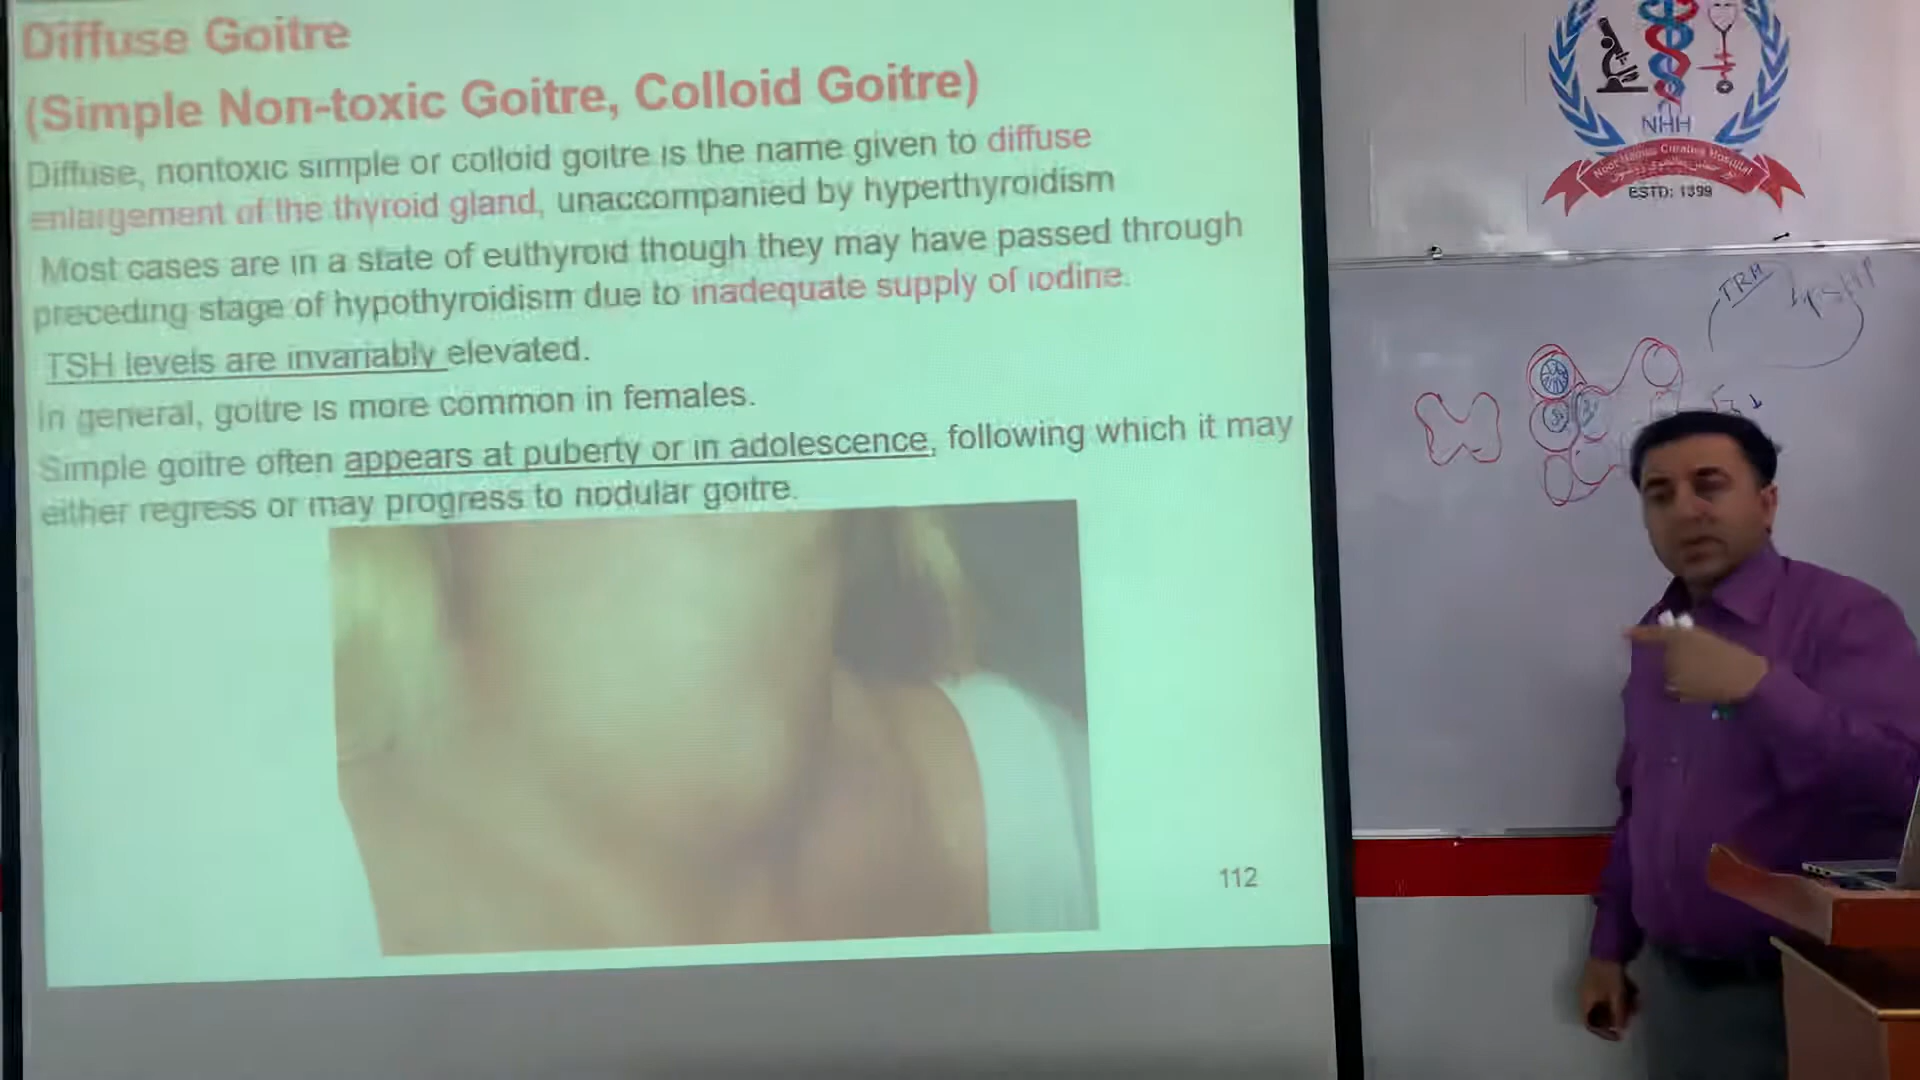 Diffuse Goitre
(Simple Non-toxic Goitre, Colloid Goitre)
Diffuse, nontoxic simple or colloid goitre is the name given to diffuse
enlargement of the thyroid gland, unaccompanied by hyperthyroidism
Most cases are in a state of euthyroid though they may have passed through
preceding stage of hypothyroidism due to inadequate supply of iodine.
TSH levels are invariably elevated.
In general, goitre is more common in females.
Simple goitre often appears at puberty or in adolescence, following which it may
either regress or may progress to nodular goitre.
112
NHH
Curative Hospital
ESTD: 1399
TRH